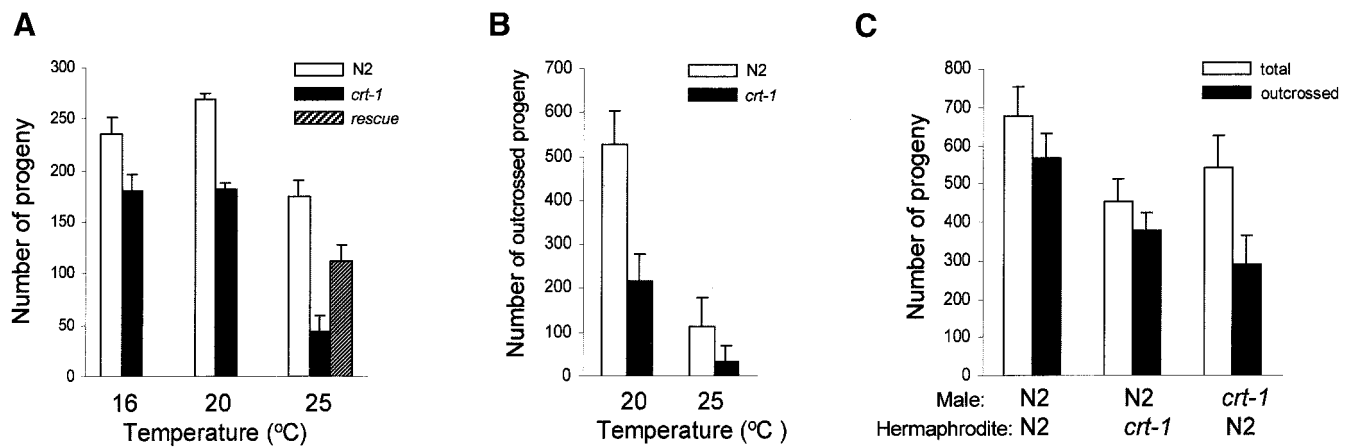 A
Number of progeny
300
250
200
150
100
50
0
N2
crt-1
rescue
16 20 25
Temperature (ºC)
B
Number of outcrossed progeny
700
600
500
400
300
200
100
0
N2
crt-1
20 25
Temperature (ºC )
C
Number of progeny
800
700
600
500
400
300
200
100
0
total
outcrossed
Male: N2 N2 crt-1
Hermaphrodite: N2 crt-1 N2